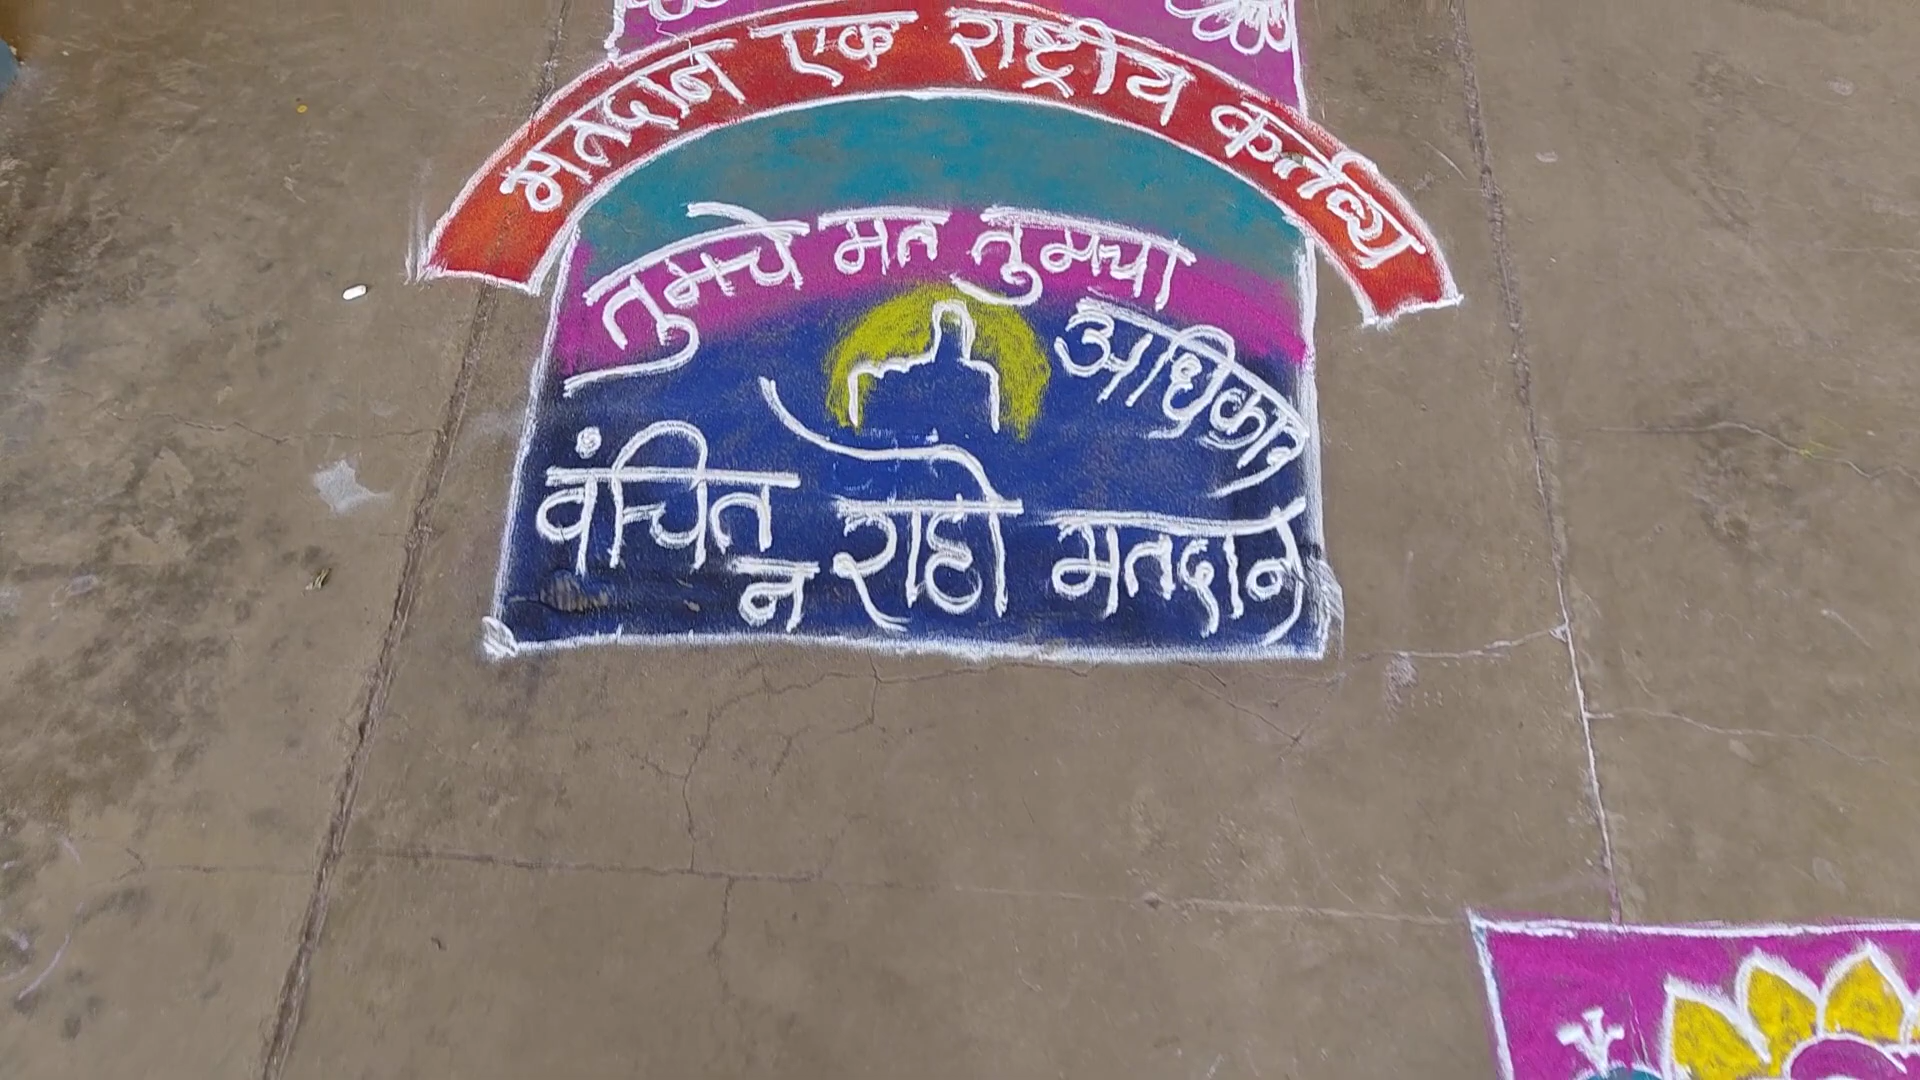 मतदान एक राष्ट्रीय कर्तव्य
तुमचे मत तुमचा अधिकार
वंचित न राहो मतदान